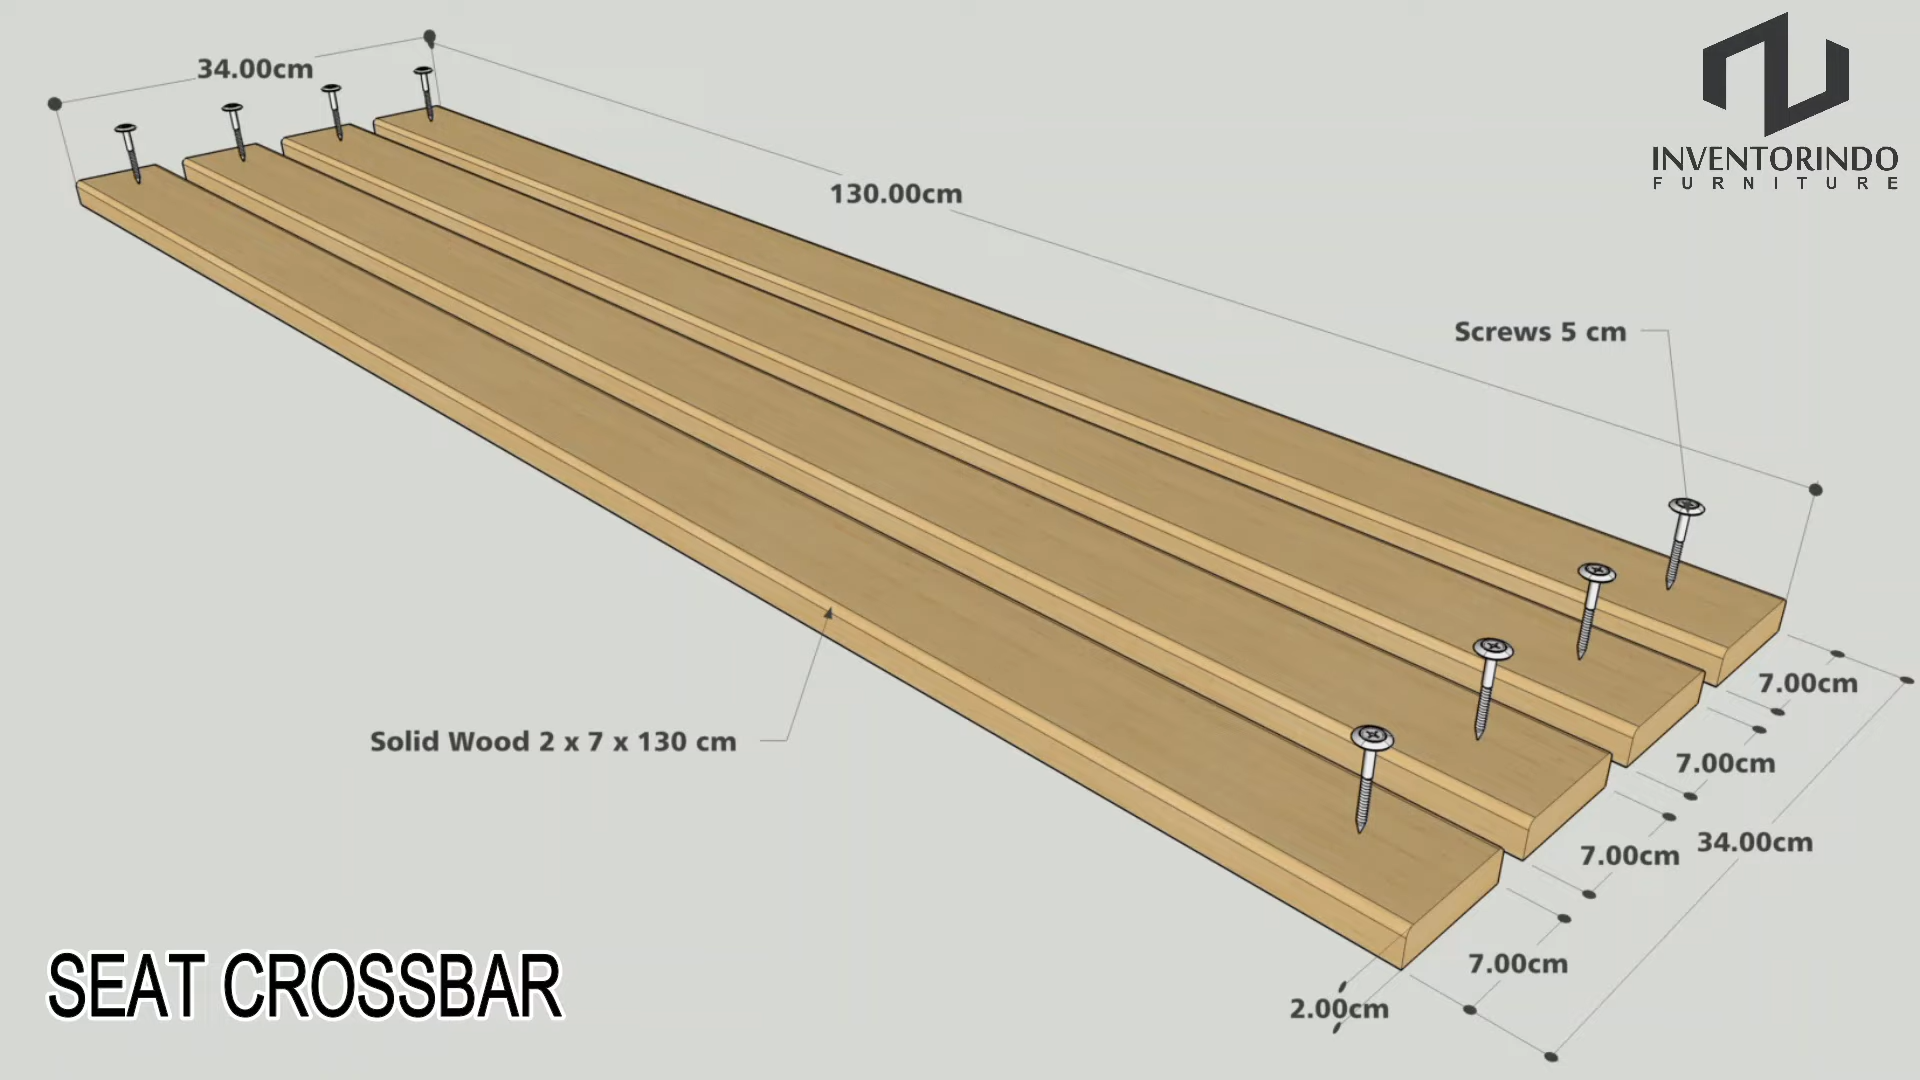 34.00cm
INVENTORINDO
FURNITURE
130.00cm
Screws 5 cm
7.00cm
Solid Wood 2 x 7 x 130 cm
7.00cm
7.00cm
34.00cm
7.00cm
SEAT CROSSBAR
2.00cm